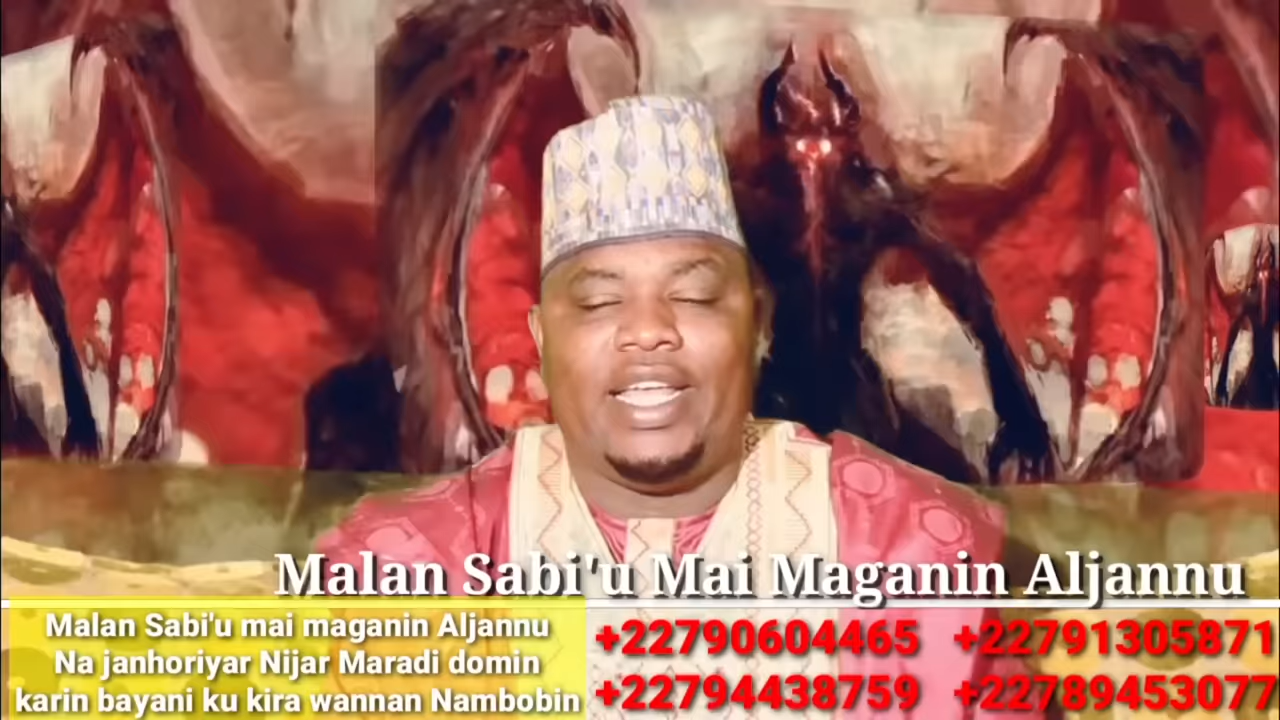 Malan Sabi'u Mai Maganin Aljannu
Malan Sabi'u mai maganin Aljannu
Na janhoriyar Nijar Maradi domin
karin bayani ku kira wannan Nambobin
+22790604465 +22791305871
+22794438759 +22789453077